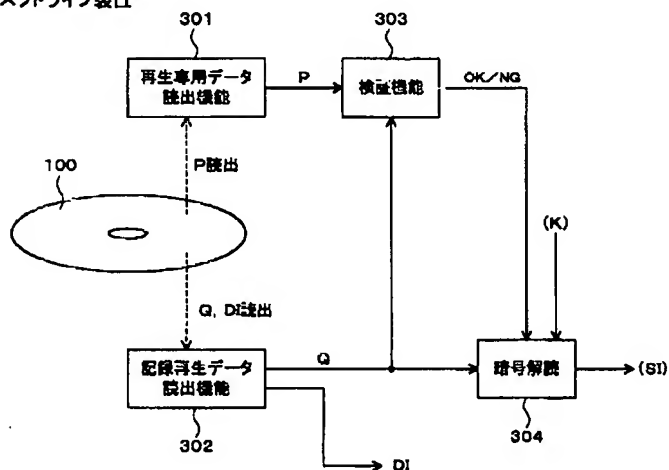 301
303
再生専用データ
読出機能
P
検証機能
OK/NG
100
P読出
(K)
Q, DI読出
記録再生データ
読出機能
Q
暗号解読
(SI)
302
304
DI